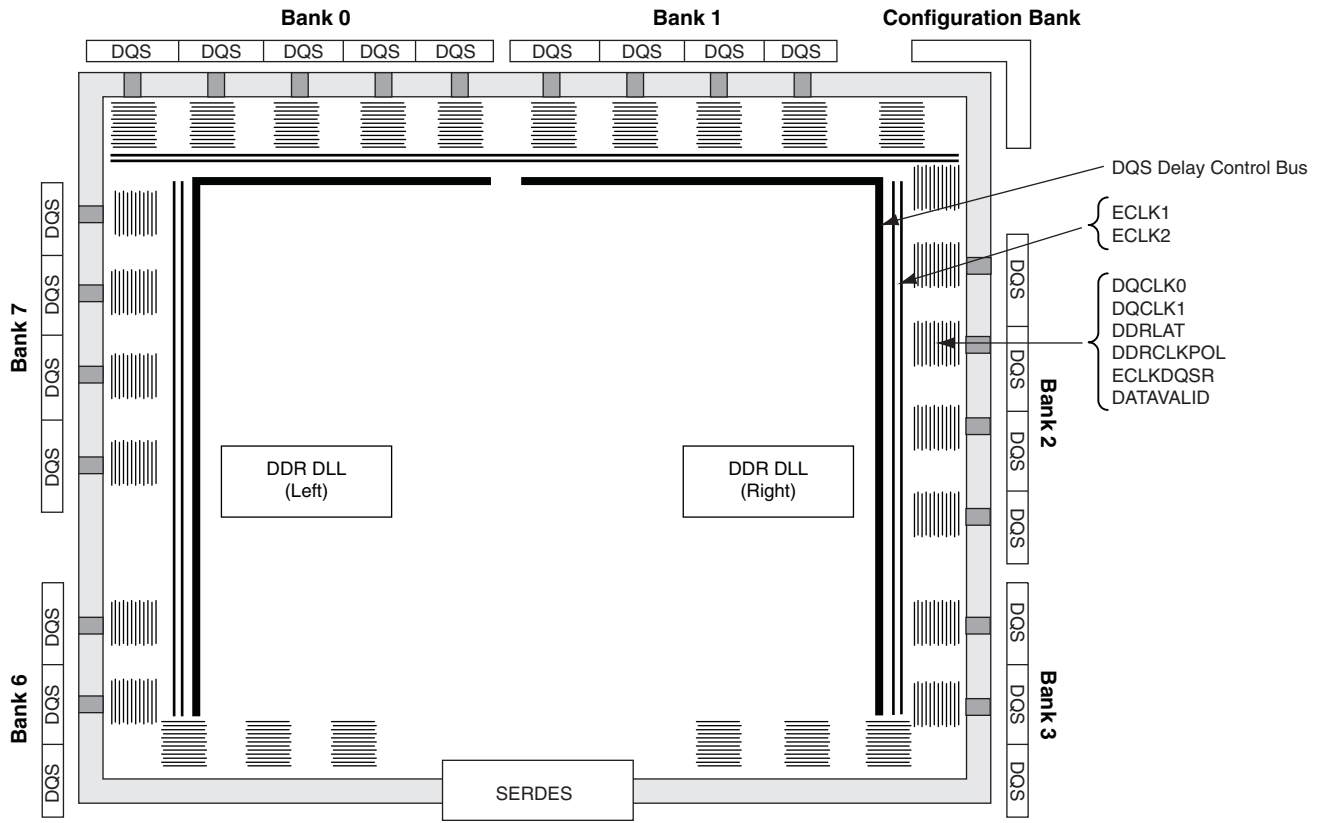 Bank 0
Bank 1
Configuration Bank
DQS DQS DQS DQS DQS
DQS DQS DQS DQS
DQS Delay Control Bus
ECLK1
ECLK2
DQCLK0
DQCLK1
DDRLAT
DDRCLKPOL
ECLKDQSR
DATAVALID
Bank 7
DQS
DQS
DQS
DQS
Bank 6
DQS
DQS
DQS
DDR DLL
(Left)
DDR DLL
(Right)
DQS
DQS
DQS
DQS
Bank 2
DQS
DQS
DQS
Bank 3
SERDES